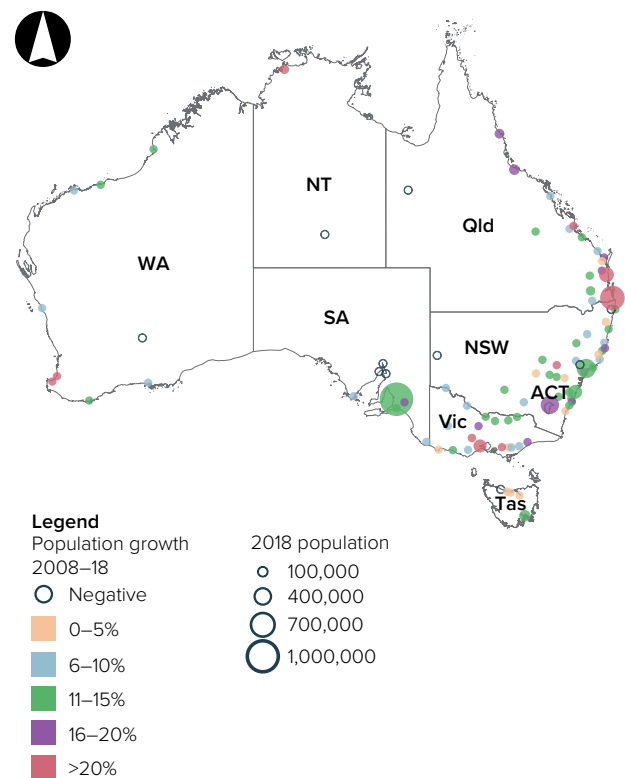 NT
Qld
WA
SA
NSW
ACT
Vic
Tas
Legend
Population growth
2008–18
Negative
0–5%
6–10%
11–15%
16–20%
>20%
2018 population
100,000
400,000
700,000
1,000,000